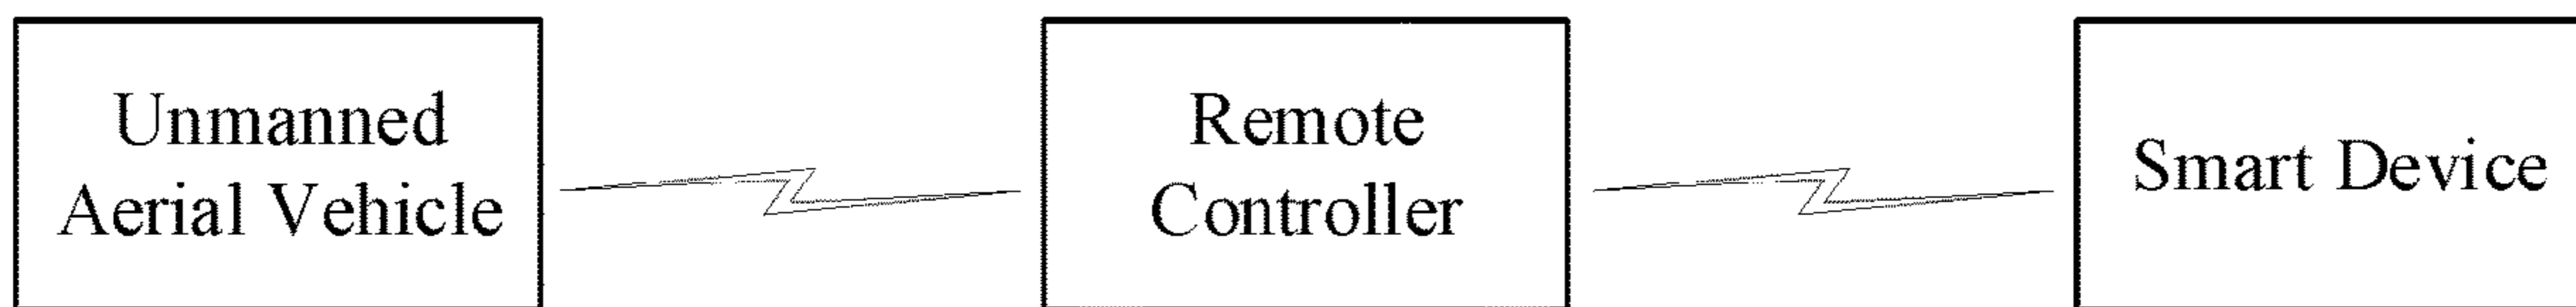 Unmanned
Aerial Vehicle
Remote
Controller
Smart Device